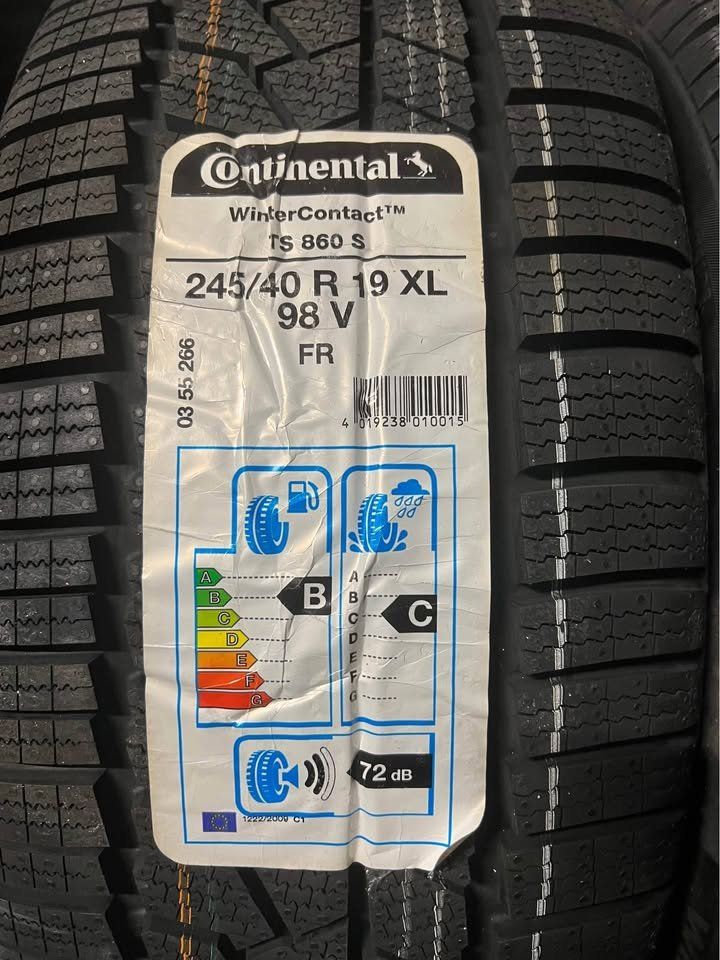 Continental
WinterContact™
TS 860 S
245/40 R 19 XL
98 V
FR
03 55 266
4 019238 010015
A
B
C
D
E
F
G
B
A
B
C
D
E
F
G
C
72 dB
1222/2009 C1